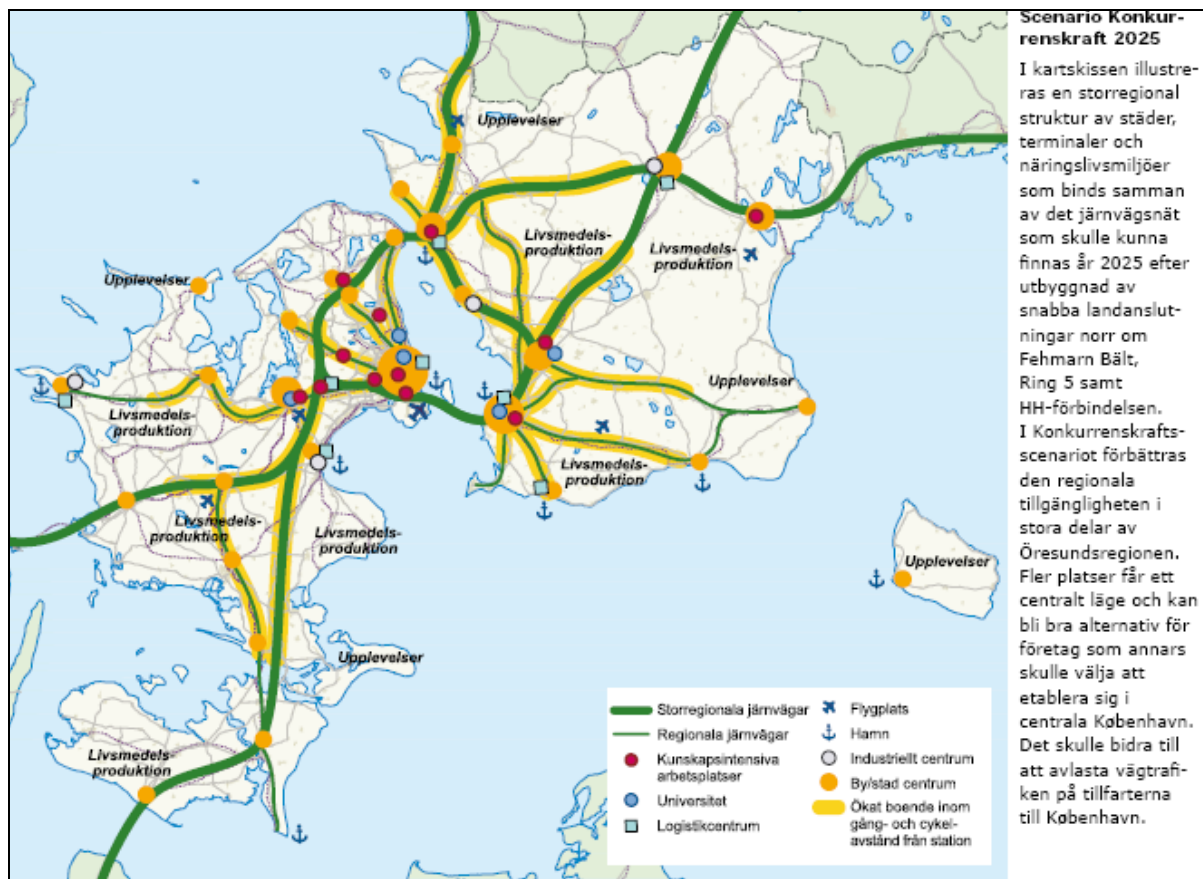 Scenario Konkur-
renskraft 2025
I kartskissen illustre-
ras en storregional
struktur av städer,
terminaler och
näringslivsmiljöer
som binds samman
av det järnvägsnät
som skulle kunna
finnas år 2025 efter
utbyggnad av
snabba landanslut-
ningar norr om
Fehmarn Bält,
Ring 5 samt
HH-förbindelsen.
I Konkurrenskrafts-
scenariot förbättras
den regionala
tillgängligheten i
stora delar av
Öresundsregionen.
Fler platser får ett
centralt läge och kan
bli bra alternativ för
företag som annars
skulle välja att
etablera sig i
centrala København.
Det skulle bidra till
att avlasta vägtrafi-
ken på tillfarterna
till København.
Upplevelser
Livsmedels-
produktion
Livsmedels-
produktion
Upplevelser
Upplevelser
Livsmedels-
produktion
Livsmedels-
produktion
Livsmedels-
produktion
Livsmedels-
produktion
Upplevelser
Upplevelser
Livsmedels-
produktion
Storregionala järnvägar
Regionala järnvägar
Kunskapsintensiva
arbetsplatser
Universitet
Logistikcentrum
Flygplats
Hamn
Industriellt centrum
By/stad centrum
Ökat boende inom
gång- och cykel-
avstånd från station